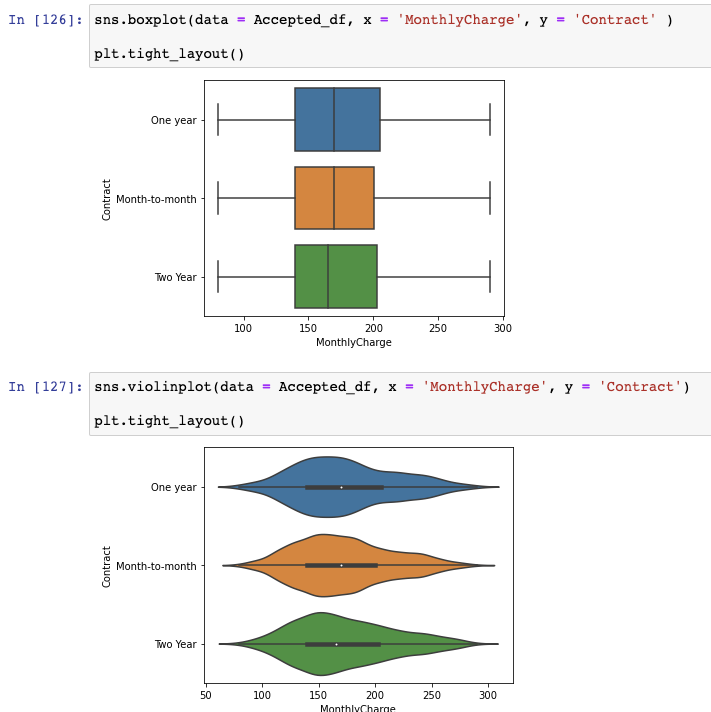 In [126]: sns.boxplot(data = Accepted_df, x = 'MonthlyCharge', y = 'Contract' )
plt.tight_layout()
One year
Month-to-month
Two Year
Contract
100 150 200 250 300
MonthlyCharge
In [127]: sns.violinplot(data = Accepted_df, x = 'MonthlyCharge', y = 'Contract')
plt.tight_layout()
One year
Month-to-month
Two Year
Contract
50 100 150 200 250 300
MonthlyCharge